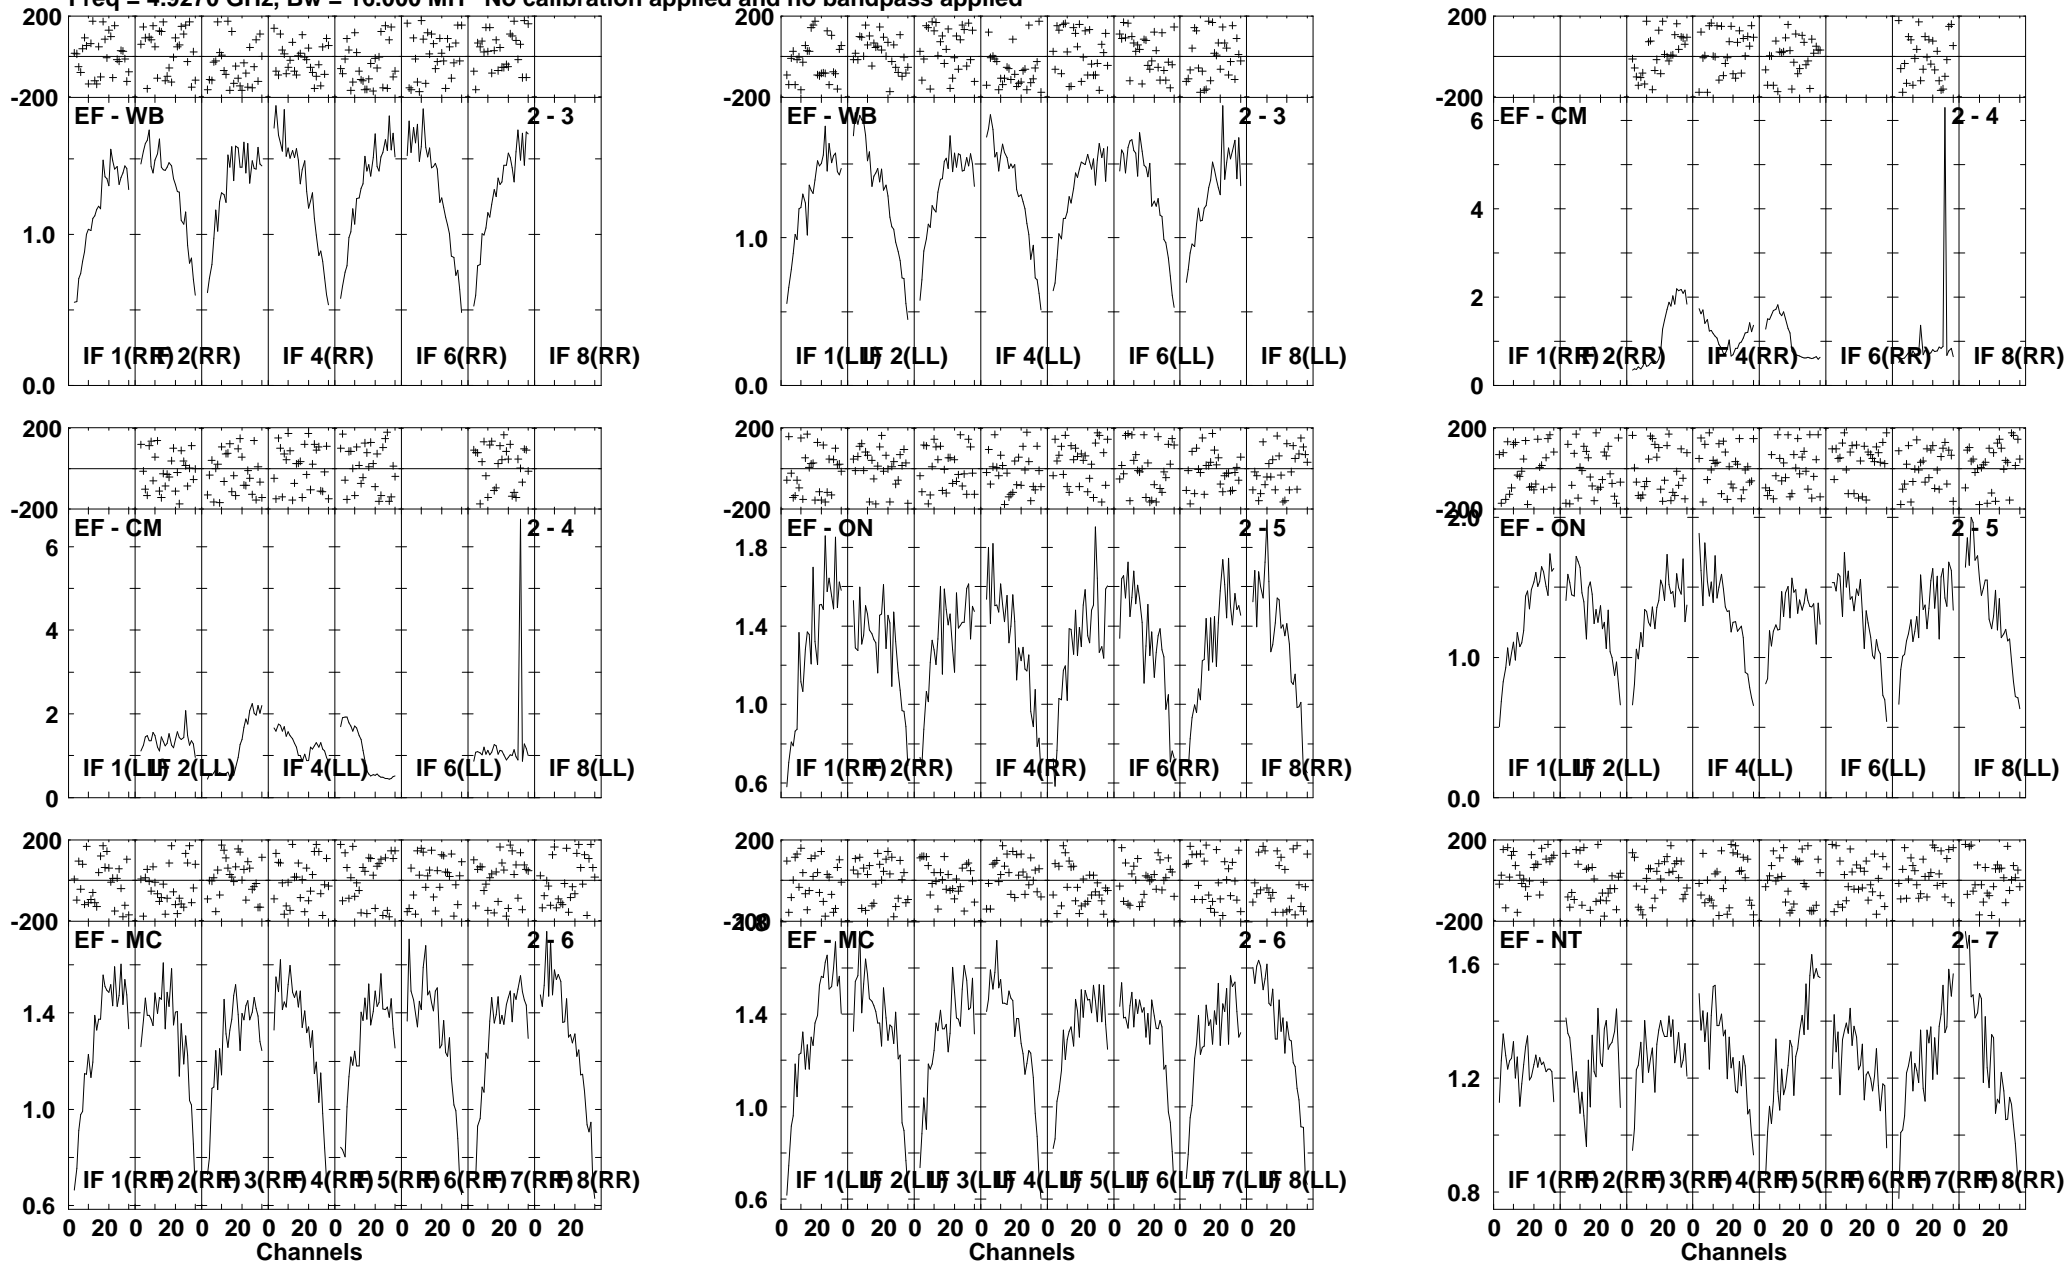 Freq = 4.9276 GHz, Bw = 16.000 MH No calibration applied and no bandpass applied
200
-200
EF - WB 2 - 3
1.0
IF 1(RR) IF 2(RR) IF 4(RR) IF 6(RR) IF 8(RR)
0.0
200
-200
EF - WB 2 - 3
1.0
IF 1(LL) IF 2(LL) IF 4(LL) IF 6(LL) IF 8(LL)
0.0
200
-200
EF - CM 2 - 4
6
4
2
IF 1(RR) IF 2(RR) IF 4(RR) IF 6(RR) IF 8(RR)
0
200
-200
EF - CM 2 - 4
6
4
2
IF 1(LL) IF 2(LL) IF 4(LL) IF 6(LL) IF 8(LL)
0
200
-200
EF - ON 2 - 5
1.8
1.4
1.0
IF 1(RR) IF 2(RR) IF 4(RR) IF 6(RR) IF 8(RR)
0.6
200
-200
2.0
EF - ON 2 - 5
1.0
IF 1(LL) IF 2(LL) IF 4(LL) IF 6(LL) IF 8(LL)
0.0
200
-200
EF - MC 2 - 6
1.4
1.0
IF 1(RR) IF 2(RR) IF 3(RR) IF 4(RR) IF 5(RR) IF 6(RR) IF 7(RR) IF 8(RR)
0.6
0 20 0 20 0 20 0 20 0 20 0 20 0 20 0 20
Channels
200
-200
1.8
EF - MC 2 - 6
1.4
1.0
IF 1(LL) IF 2(LL) IF 3(LL) IF 4(LL) IF 5(LL) IF 6(LL) IF 7(LL) IF 8(LL)
0.6
0 20 0 20 0 20 0 20 0 20 0 20 0 20 0 20
Channels
200
-200
EF - NT 2 - 7
1.6
1.2
IF 1(RR) IF 2(RR) IF 3(RR) IF 4(RR) IF 5(RR) IF 6(RR) IF 7(RR) IF 8(RR)
0.8
0 20 0 20 0 20 0 20 0 20 0 20 0 20 0 20
Channels